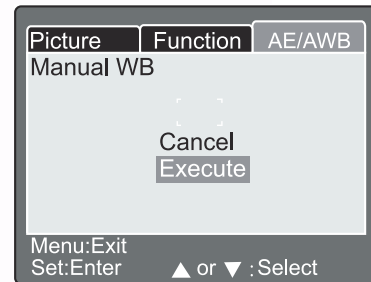 Picture Function AE/AWB
Manual WB
Cancel
Execute
Menu:Exit
Set:Enter ▲ or ▼ :Select